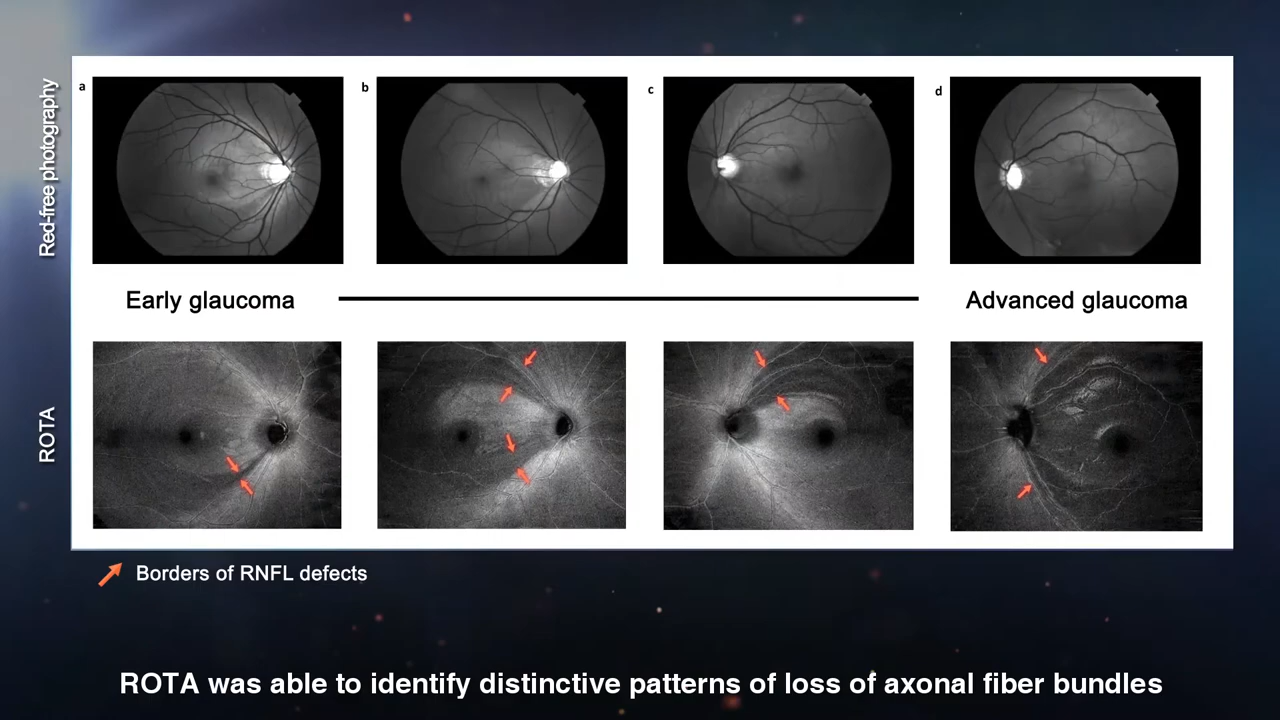 Red-free photography
a
b
c
d
Early glaucoma
Advanced glaucoma
ROTA
Borders of RNFL defects
ROTA was able to identify distinctive patterns of loss of axonal fiber bundles